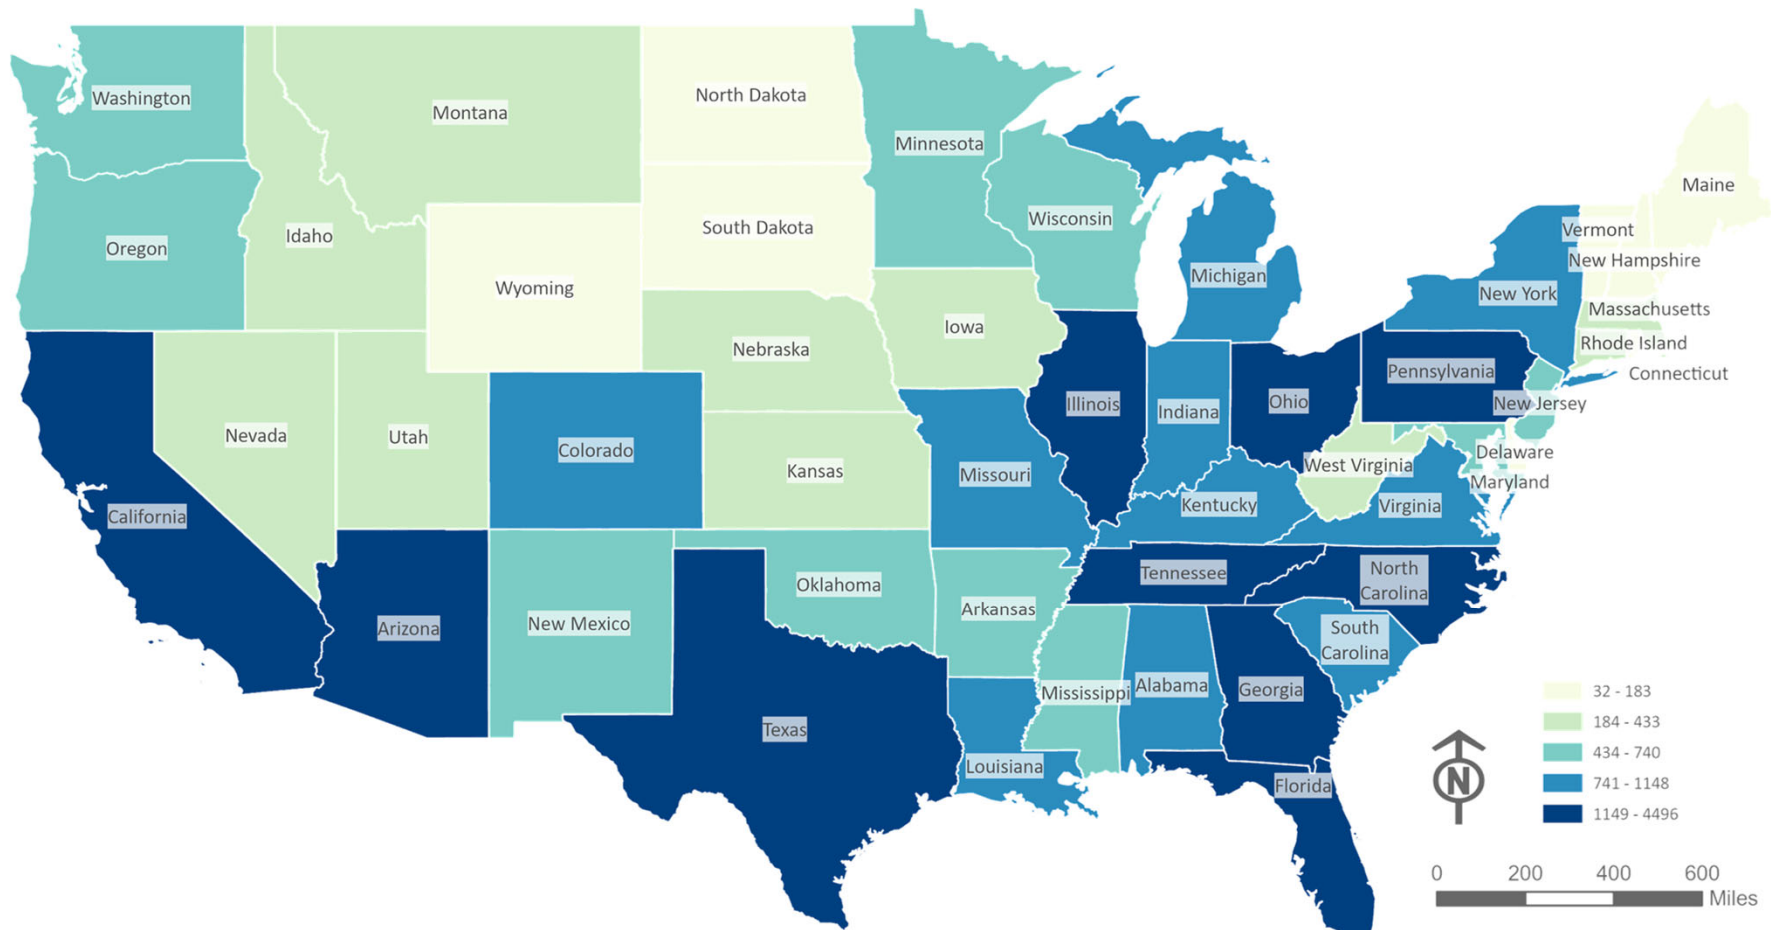 Washington
Montana
North Dakota
Minnesota
Maine
Wisconsin
Vermont
South Dakota
Idaho
Oregon
New Hampshire
Michigan
Wyoming
New York
Massachusetts
Iowa
Rhode Island
Nebraska
Pennsylvania
Connecticut
Illinois
Ohio
New Jersey
Indiana
Nevada
Utah
Colorado
Delaware
West Virginia
Kansas
Missouri
Maryland
Kentucky
Virginia
California
Tennessee
North
Carolina
Oklahoma
Arkansas
New Mexico
Arizona
South
Carolina
Mississippi
Alabama
Georgia
Texas
Louisiana
Florida
32 - 183
184 - 433
434 - 740
741 - 1148
1149 - 4496
N
0 200 400 600
Miles